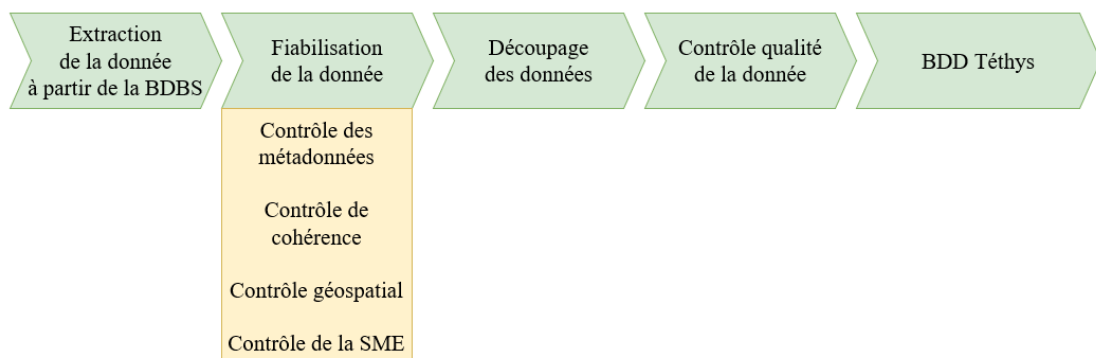 Extraction
de la donnée
à partir de la BDBS
Fiabilisation
de la donnée
Découpage
des données
Contrôle qualité
de la donnée
BDD Téthys
Contrôle des
métadonnées
Contrôle de
cohérence
Contrôle géospatial
Contrôle de la SME